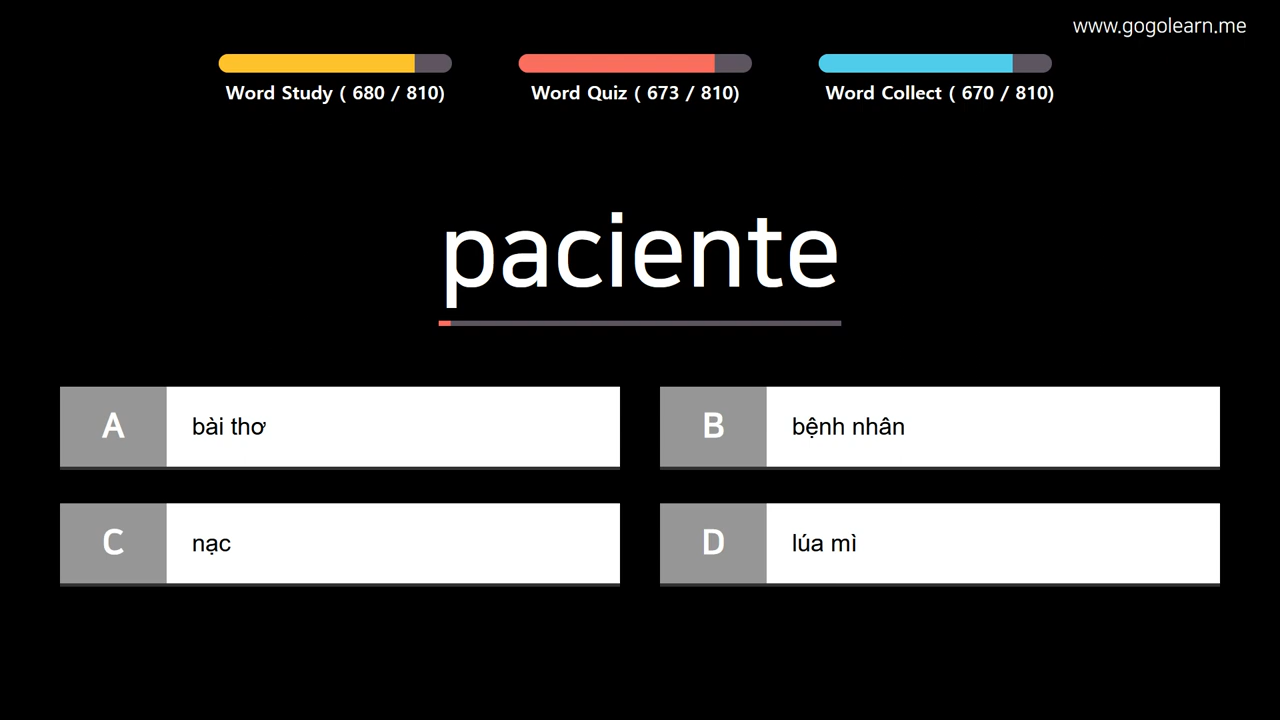 www.gogolearn.me
Word Study ( 680 / 810)
Word Quiz ( 673 / 810)
Word Collect ( 670 / 810)
paciente
A
bài thơ
B
bệnh nhân
C
nạc
D
lúa mì